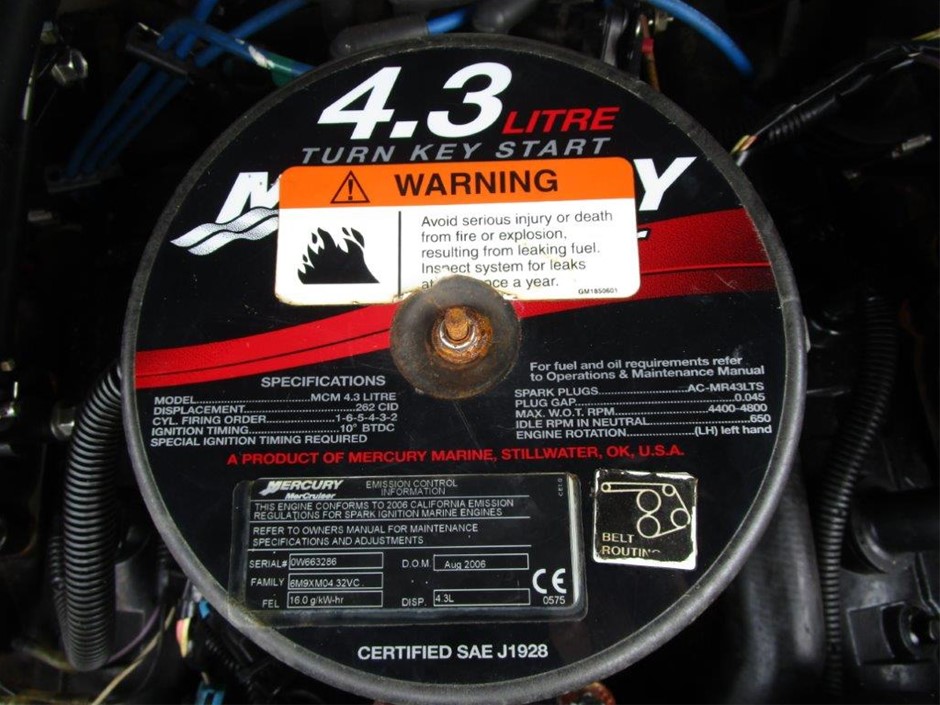 4.3 LITRE
TURN KEY START
WARNING
Avoid serious injury or death
from fire or explosion,
resulting from leaking fuel.
Inspect system for leaks
a year.
GM1850601
SPECIFICATIONS
MODEL..........MCM 4.3 LITRE
DISPLACEMENT..........262 CID
CYL. FIRING ORDER..........1-6-5-4-3-2
IGNITION TIMING..........10° BTDC
SPECIAL IGNITION TIMING REQUIRED
For fuel and oil requirements refer
to Operations & Maintenance Manual
SPARK PLUGS..........AC-MR43LTS
PLUG GAP..........0.045
MAX. W.O.T. RPM..........4400-4800
IDLE RPM IN NEUTRAL..........650
ENGINE ROTATION..........(LH) left hand
A PRODUCT OF MERCURY MARINE, STILLWATER, OK, U.S.A.
MERCURY MerCruiser
EMISSION CONTROL
INFORMATION
THIS ENGINE CONFORMS TO 2006 CALIFORNIA EMISSION
REGULATIONS FOR SPARK IGNITION MARINE ENGINES
REFER TO OWNERS MANUAL FOR MAINTENANCE
SPECIFICATIONS AND ADJUSTMENTS
SERIAL# 0W663286 D.O.M. Aug 2006
FAMILY 6M9XM04.32VC
FEL 16.0 g/kW-hr DISP. 4.3L
CE 0575
BELT
ROUTING
CERTIFIED SAE J1928